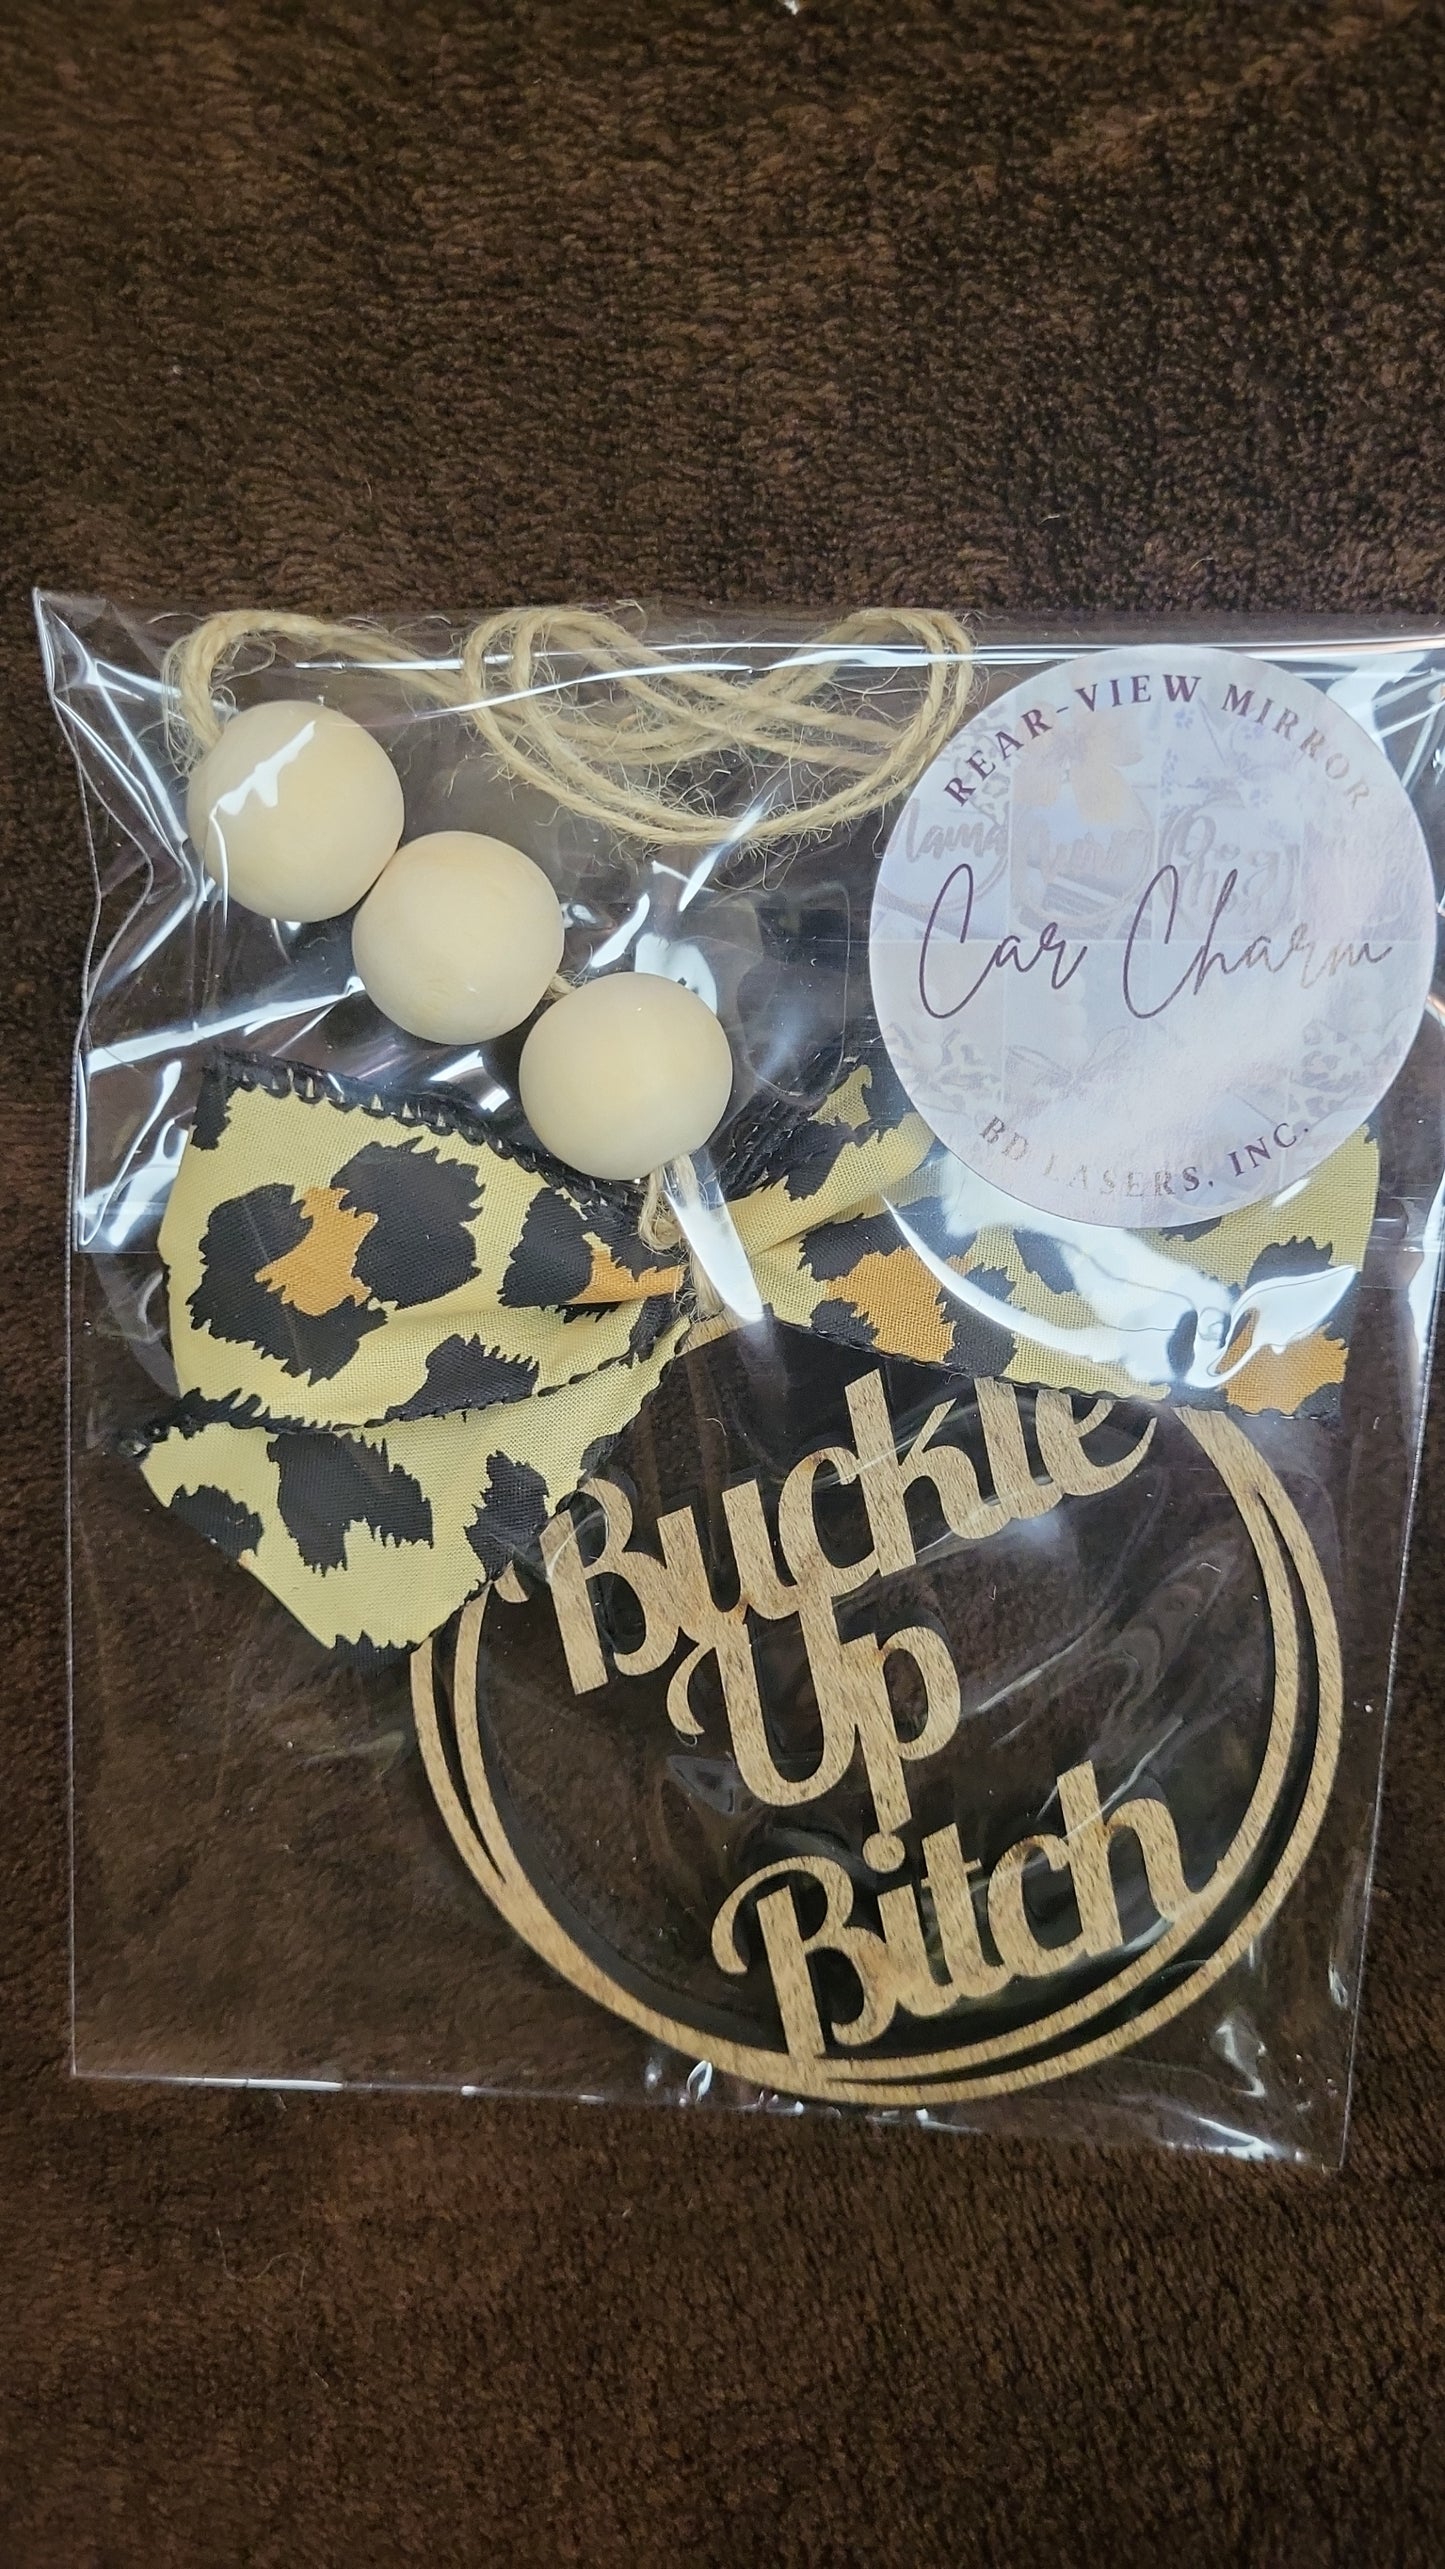 REAR-VIEW MIRROR
Car Charm
BD LASERS, INC.
Buckle
Up
Bitch